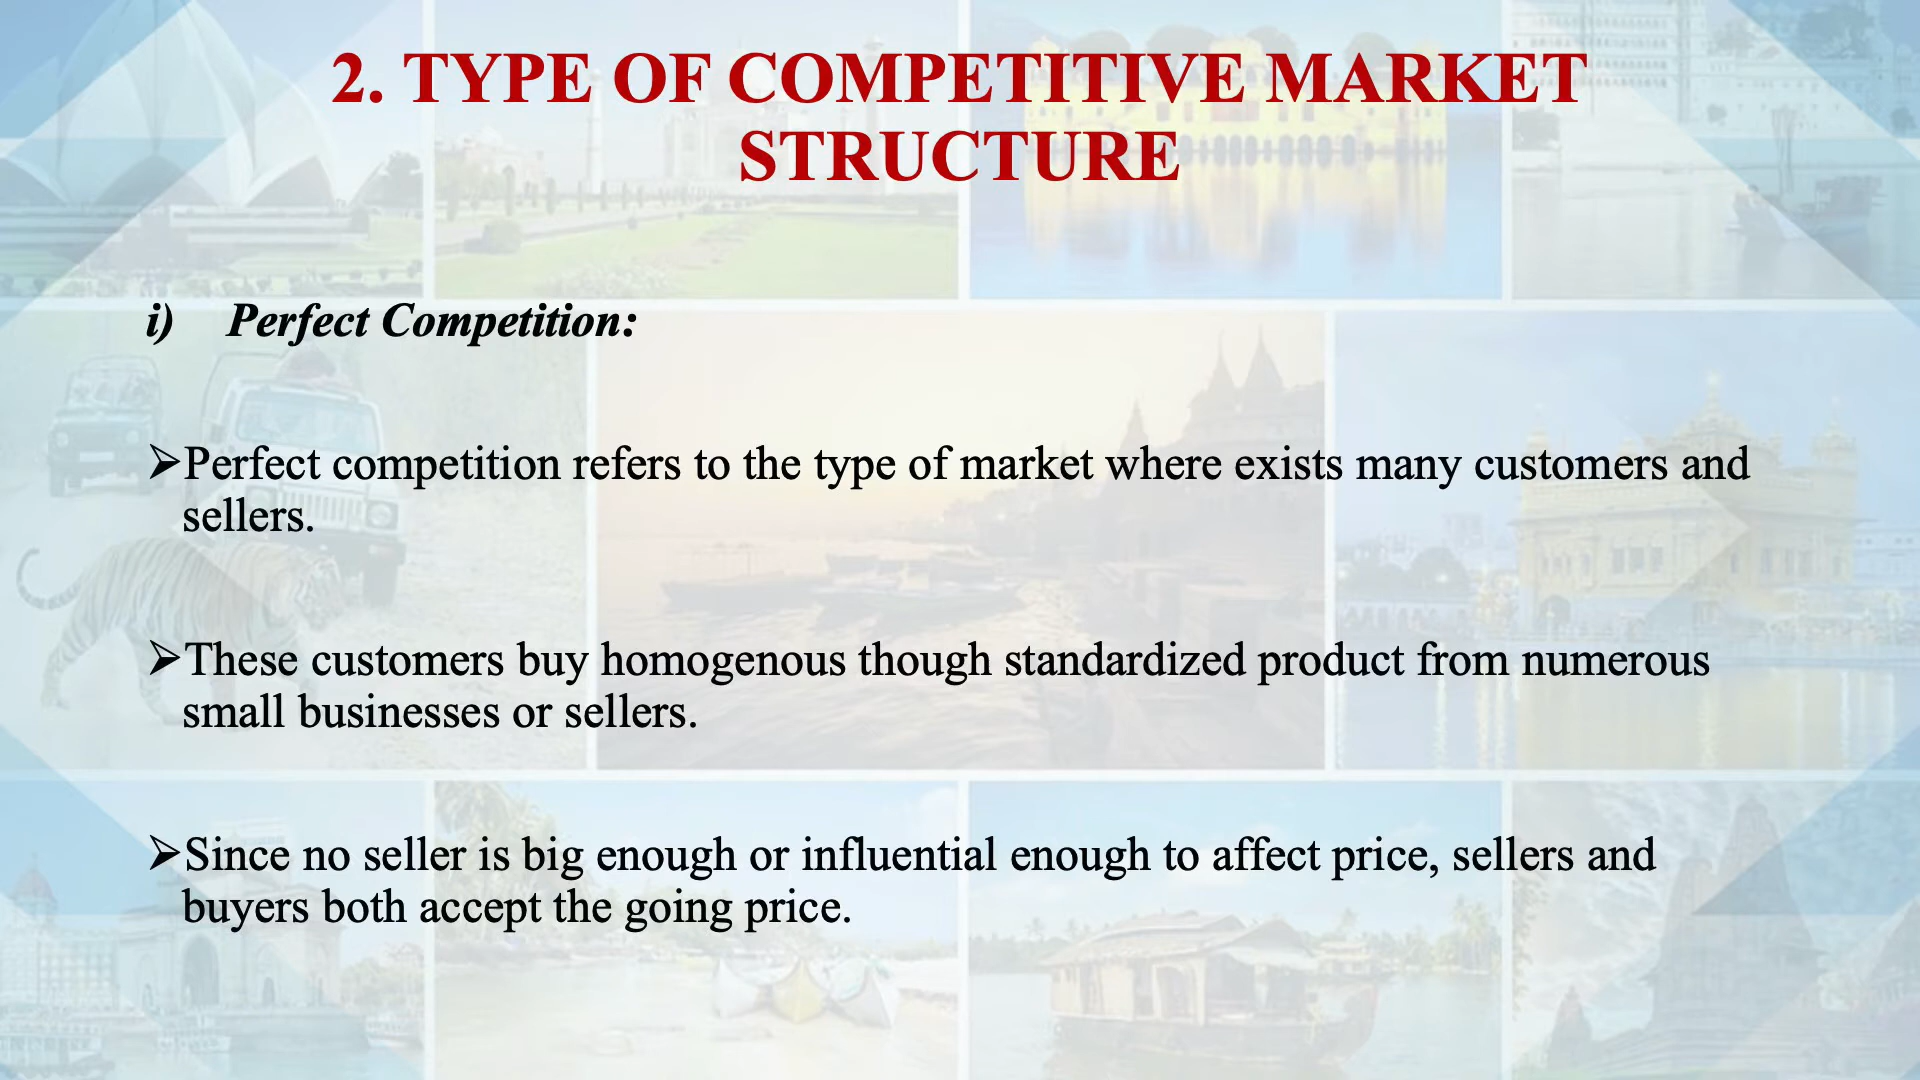 2. TYPE OF COMPETITIVE MARKET
STRUCTURE
i) Perfect Competition:
➢Perfect competition refers to the type of market where exists many customers and
sellers.
➢These customers buy homogenous though standardized product from numerous
small businesses or sellers.
➢Since no seller is big enough or influential enough to affect price, sellers and
buyers both accept the going price.